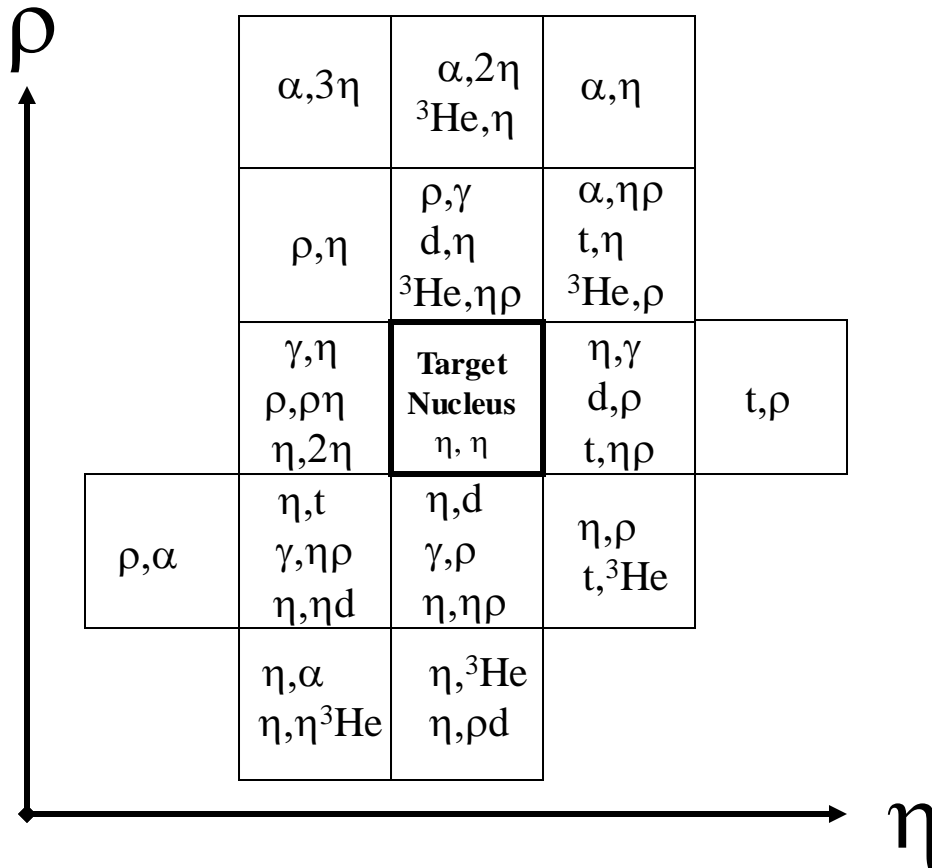 ρ
α,3η
α,2η
³He,η
α,η
ρ,η
ρ,γ
d,η
³He,ηρ
α,ηρ
t,η
³He,ρ
γ,η
ρ,ρη
η,2η
Target
Nucleus
η, η
η,γ
d,ρ
t,ηρ
t,ρ
ρ,α
η,t
γ,ηρ
η,ηd
η,d
γ,ρ
η,ηρ
η,ρ
t,³He
η,α
η,η³He
η,³He
η,ρd
η